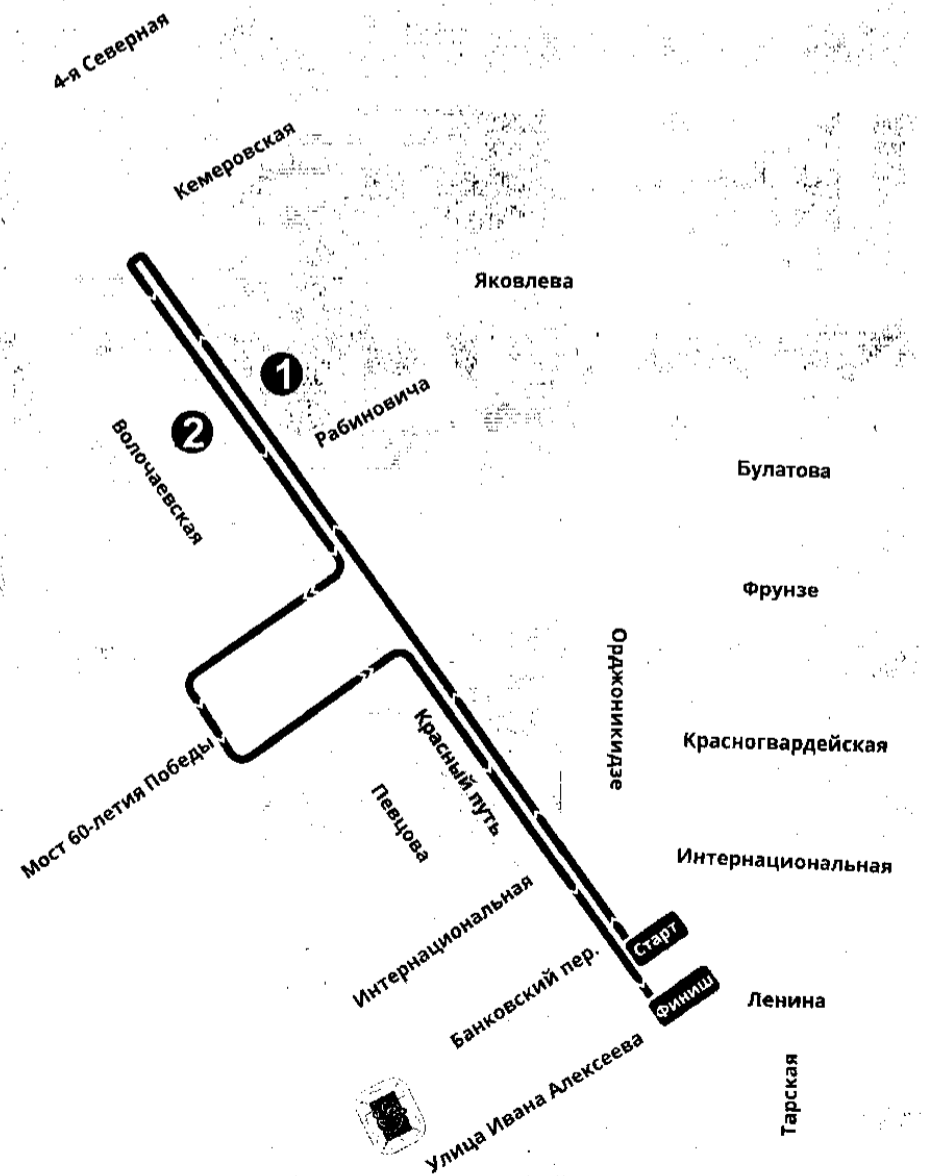 4-я Северная
Кемеровская
Яковлева
1
Рабиновича
2
Волочаевская
Булатова
Фрунзе
Орджоникидзе
Красный путь
Красногвардейская
Мост 60-летия Победы
Певцова
Интернациональная
Интернациональная
Старт
Банковский пер.
Финиш
Ленина
Улица Ивана Алексеева
Тарская